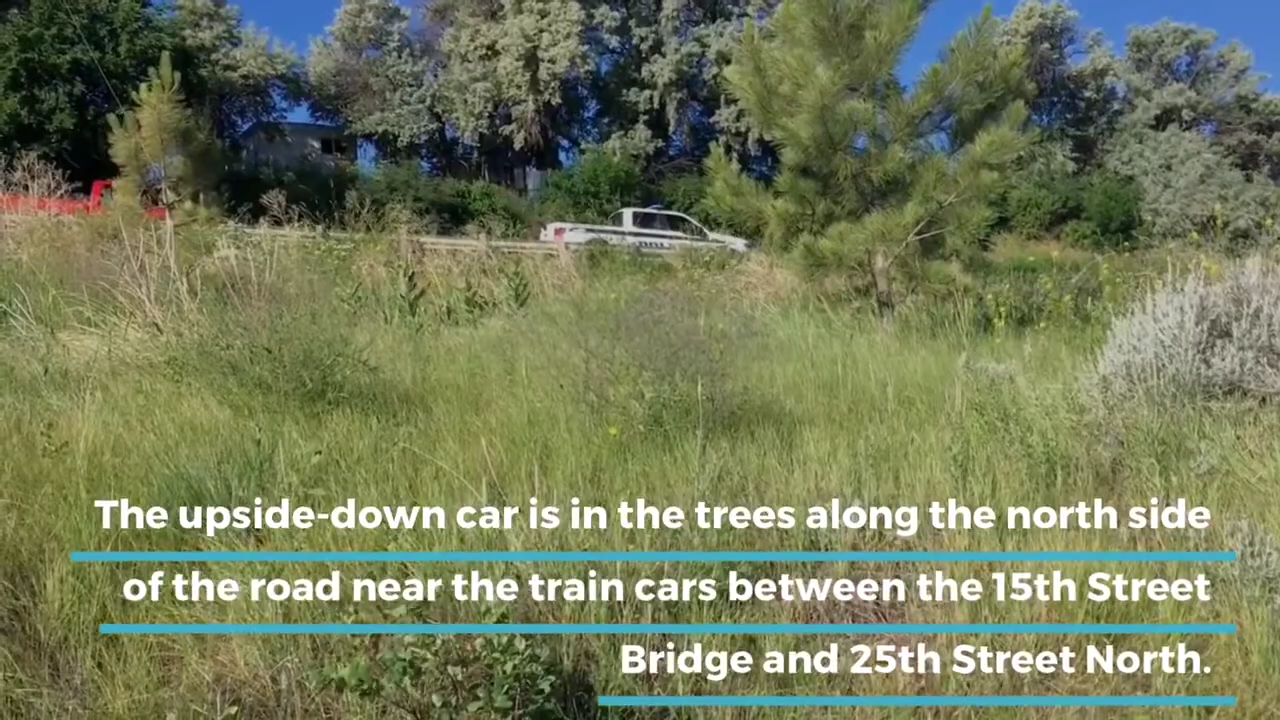 The upside-down car is in the trees along the north side
of the road near the train cars between the 15th Street
Bridge and 25th Street North.